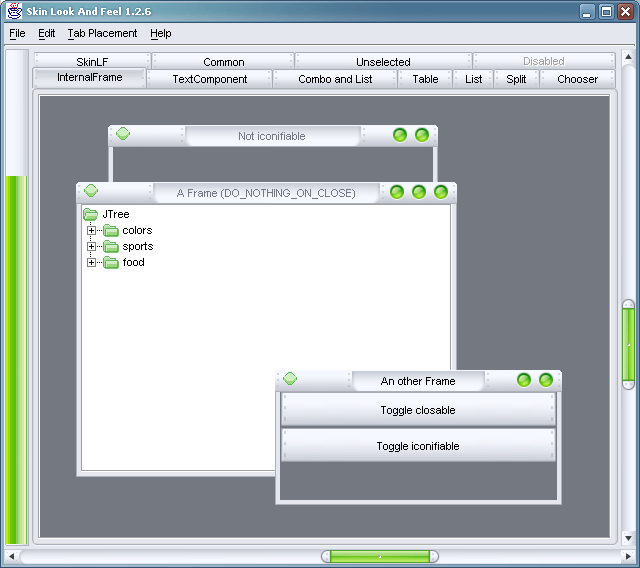 Skin Look And Feel 1.2.6
File Edit Tab Placement Help
SkinLF Common Unselected Disabled
InternalFrame TextComponent Combo and List Table List Split Chooser
Not iconifiable
A Frame (DO_NOTHING_ON_CLOSE)
JTree
colors
sports
food
An other Frame
Toggle closable
Toggle iconifiable